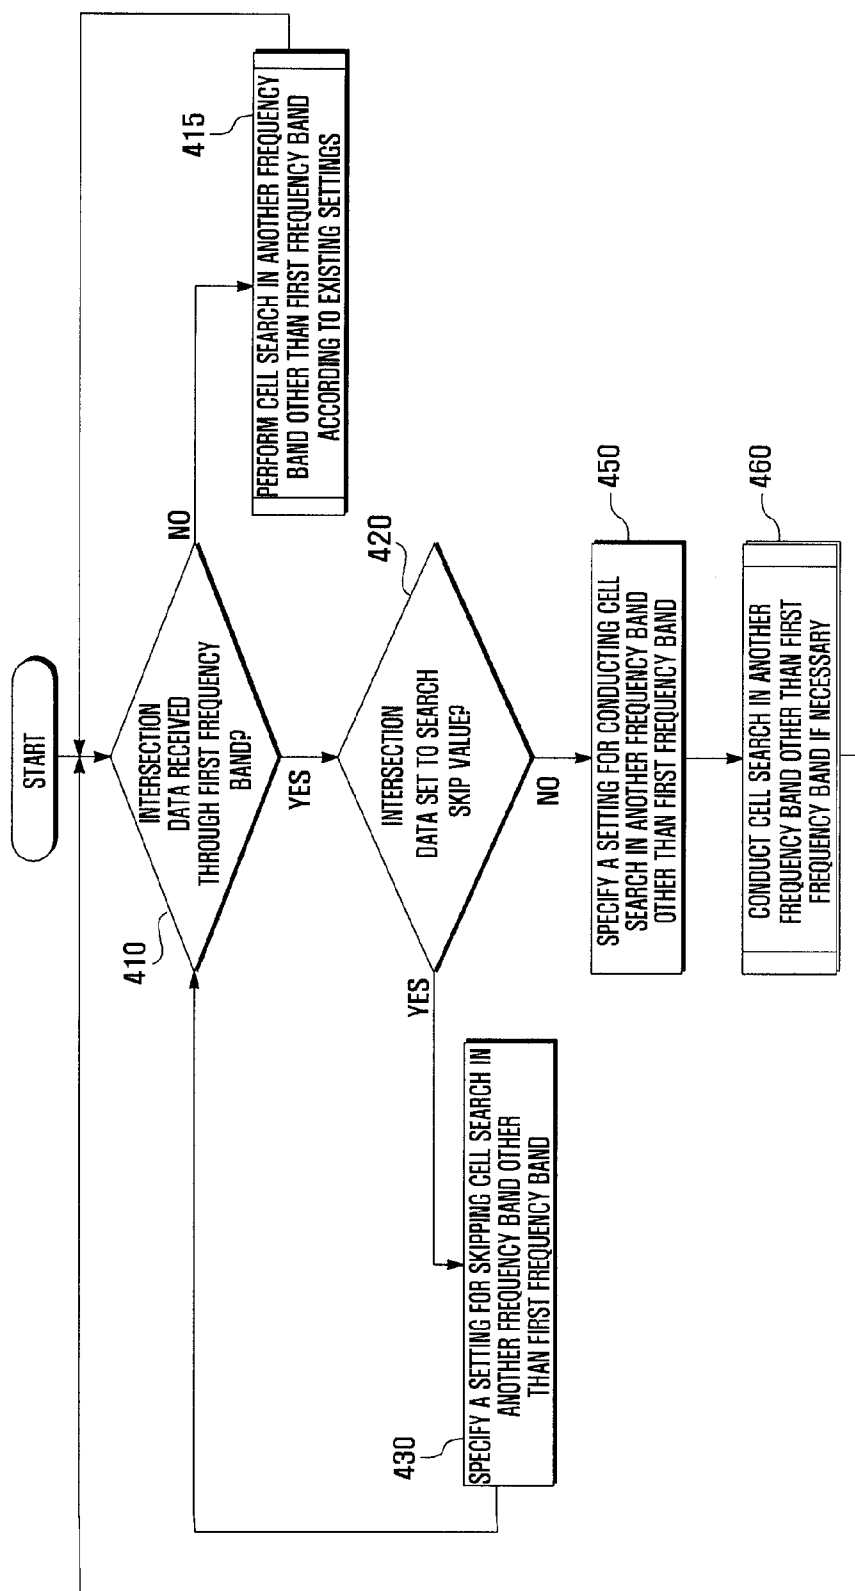 START
INTERSECTION
DATA RECEIVED
THROUGH FIRST FREQUENCY
BAND?
410
NO
YES
415
PERFORM CELL SEARCH IN ANOTHER FREQUENCY
BAND OTHER THAN FIRST FREQUENCY BAND
ACCORDING TO EXISTING SETTINGS
420
INTERSECTION
DATA SET TO SEARCH
SKIP VALUE?
YES
NO
SPECIFY A SETTING FOR SKIPPING CELL SEARCH IN
ANOTHER FREQUENCY BAND OTHER
THAN FIRST FREQUENCY BAND
430
450
SPECIFY A SETTING FOR CONDUCTING CELL
SEARCH IN ANOTHER FREQUENCY BAND
OTHER THAN FIRST FREQUENCY BAND
460
CONDUCT CELL SEARCH IN ANOTHER
FREQUENCY BAND OTHER THAN FIRST
FREQUENCY BAND IF NECESSARY